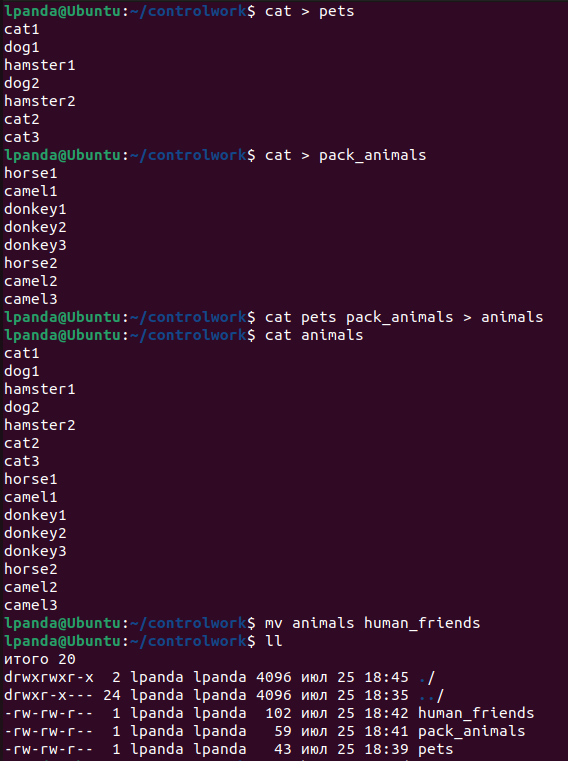 lpanda@Ubuntu:~/controlwork$ cat > pets
cat1
dog1
hamster1
dog2
hamster2
cat2
cat3
lpanda@Ubuntu:~/controlwork$ cat > pack_animals
horse1
camel1
donkey1
donkey2
donkey3
horse2
camel2
camel3
lpanda@Ubuntu:~/controlwork$ cat pets pack_animals > animals
lpanda@Ubuntu:~/controlwork$ cat animals
cat1
dog1
hamster1
dog2
hamster2
cat2
cat3
horse1
camel1
donkey1
donkey2
donkey3
horse2
camel2
camel3
lpanda@Ubuntu:~/controlwork$ mv animals human_friends
lpanda@Ubuntu:~/controlwork$ ll
итого 20
drwxrwxr-x  2 lpanda lpanda 4096 июл 25 18:45 ./
drwxr-x--- 24 lpanda lpanda 4096 июл 25 18:35 ../
-rw-rw-r--  1 lpanda lpanda  102 июл 25 18:42 human_friends
-rw-rw-r--  1 lpanda lpanda   59 июл 25 18:41 pack_animals
-rw-rw-r--  1 lpanda lpanda   43 июл 25 18:39 pets